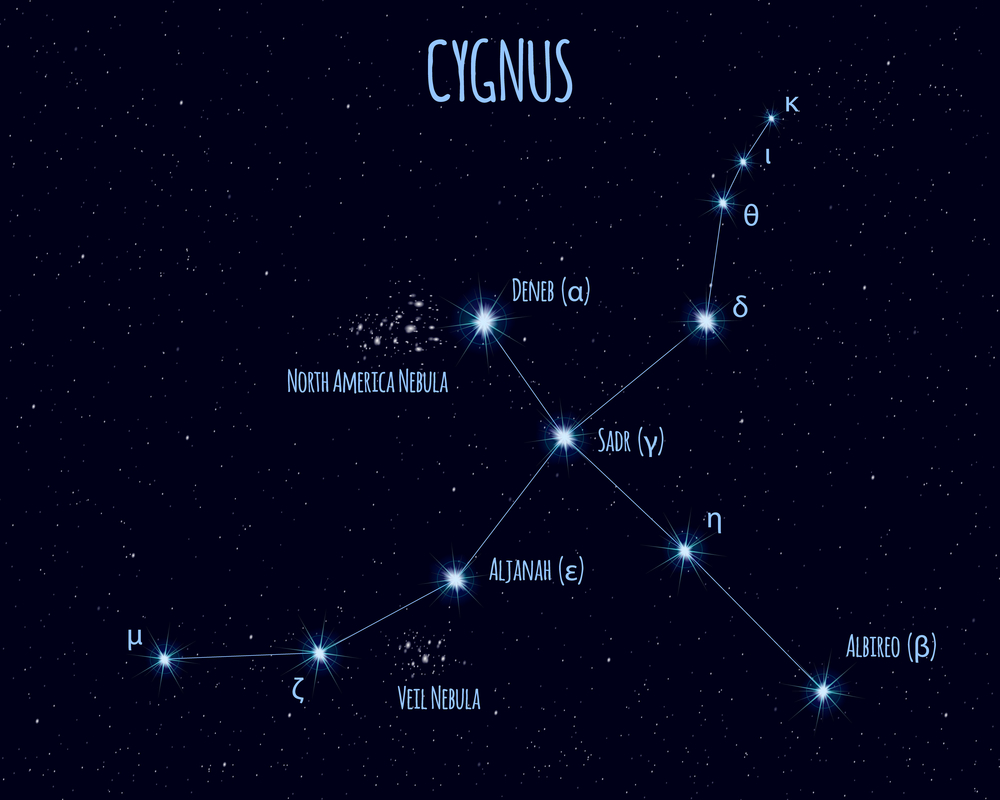 CYGNUS
κ
ι
θ
DENEB (α)
δ
NORTH AMERICA NEBULA
SADR (γ)
η
ALJANAH (ε)
μ
ALBIREO (β)
ζ
VEIL NEBULA